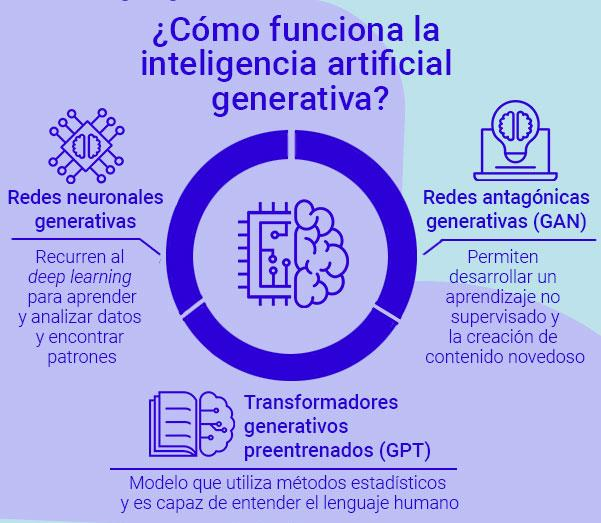 ¿Cómo funciona la
inteligencia artificial
generativa?
Redes neuronales
generativas
Recurren al
deep learning
para aprender
y analizar datos
y encontrar
patrones
Redes antagónicas
generativas (GAN)
Permiten
desarrollar un
aprendizaje no
supervisado y
la creación de
contenido novedoso
Transformadores
generativos
preentrenados (GPT)
Modelo que utiliza métodos estadísticos
y es capaz de entender el lenguaje humano